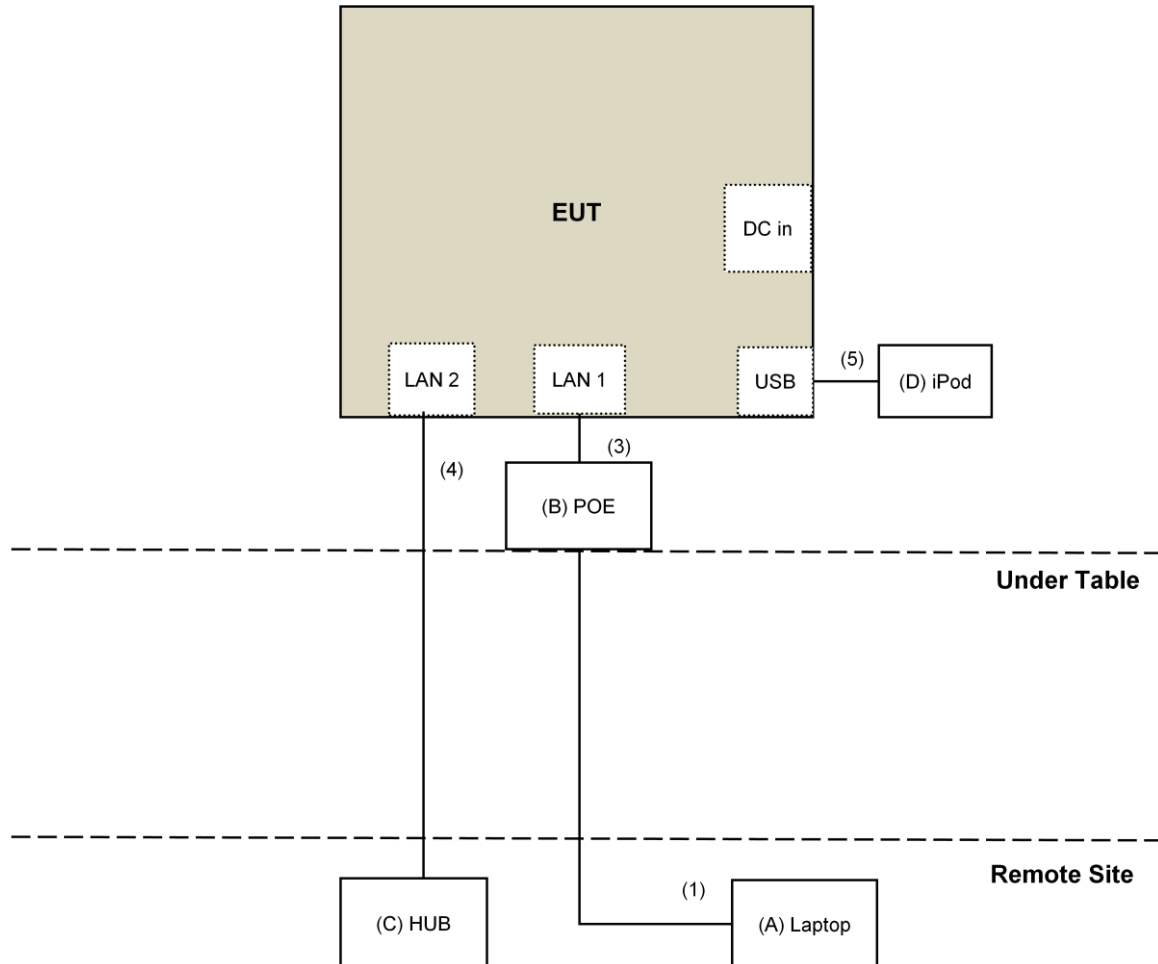 EUT
DC in
LAN 2
LAN 1
USB
(5)
(D) iPod
(3)
(4)
(B) POE
Under Table
Remote Site
(1)
(C) HUB
(A) Laptop